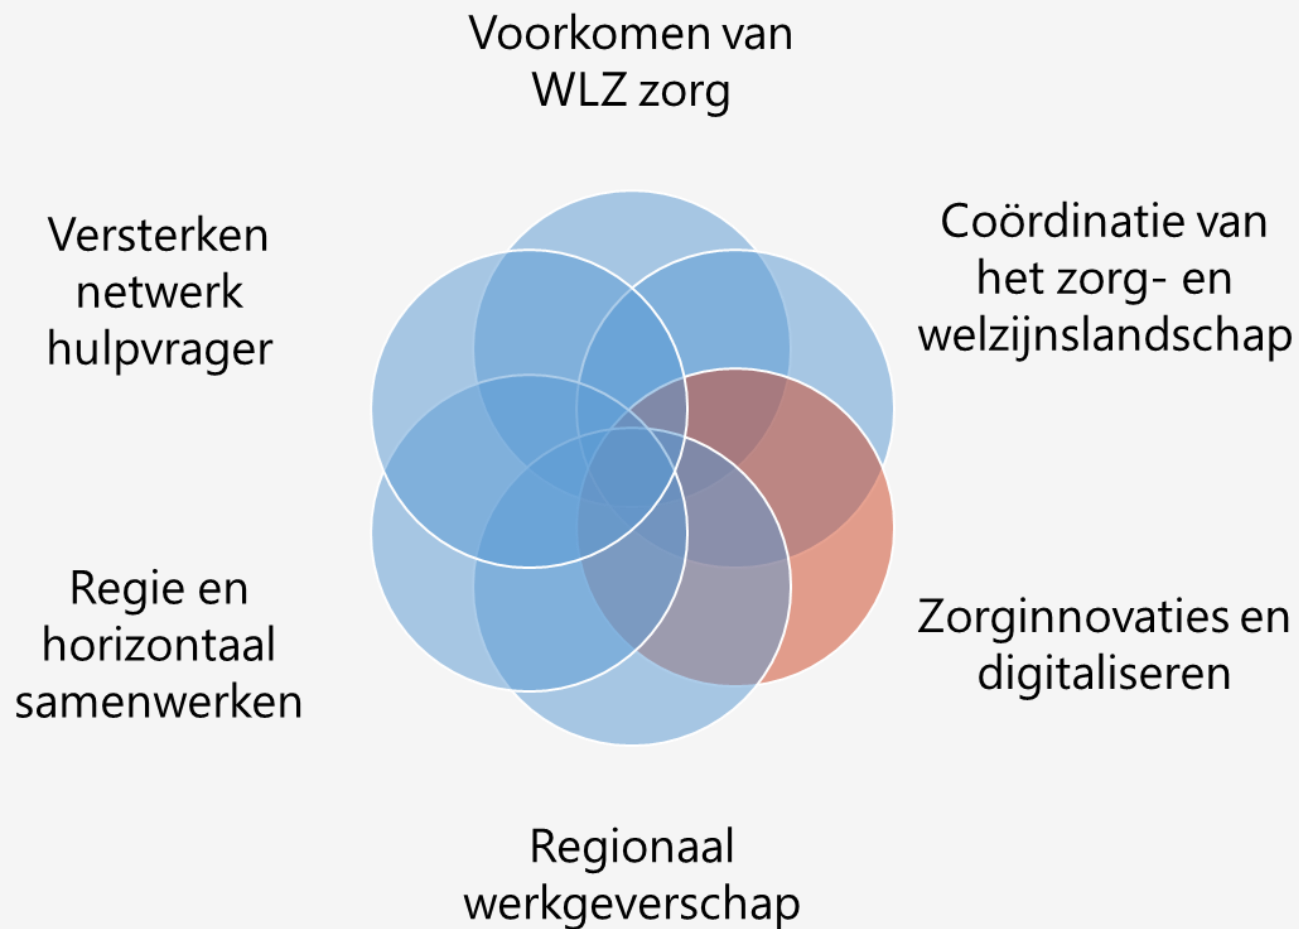 Voorkomen van
WLZ zorg
Coördinatie van
het zorg- en
welzijnslandschap
Zorginnovaties en
digitaliseren
Regionaal
werkgeverschap
Regie en
horizontaal
samenwerken
Versterken
netwerk
hulpvrager